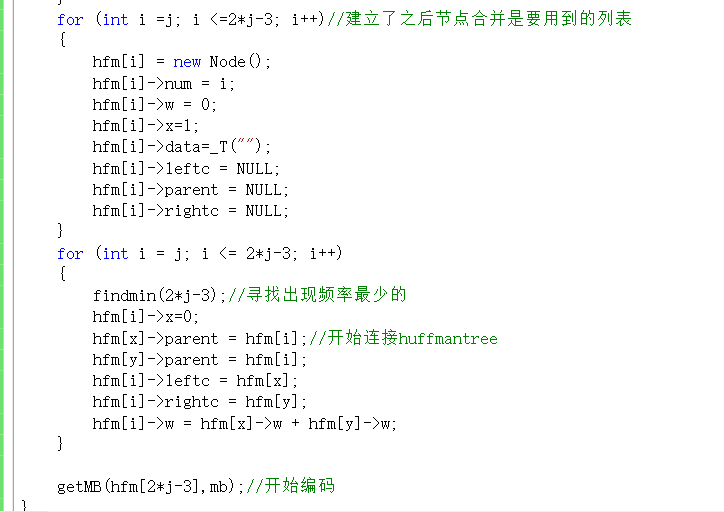 for (int i =j; i <=2*j-3; i++)//建立了之后节点合并是要用到的列表
{
hfm[i] = new Node();
hfm[i]->num = i;
hfm[i]->w = 0;
hfm[i]->x=1;
hfm[i]->data=_T("");
hfm[i]->leftc = NULL;
hfm[i]->parent = NULL;
hfm[i]->rightc = NULL;
}
for (int i = j; i <= 2*j-3; i++)
{
findmin(2*j-3);//寻找出现频率最少的
hfm[i]->x=0;
hfm[x]->parent = hfm[i];//开始连接huffmantree
hfm[y]->parent = hfm[i];
hfm[i]->leftc = hfm[x];
hfm[i]->rightc = hfm[y];
hfm[i]->w = hfm[x]->w + hfm[y]->w;
}
getMB(hfm[2*j-3],mb);//开始编码
}